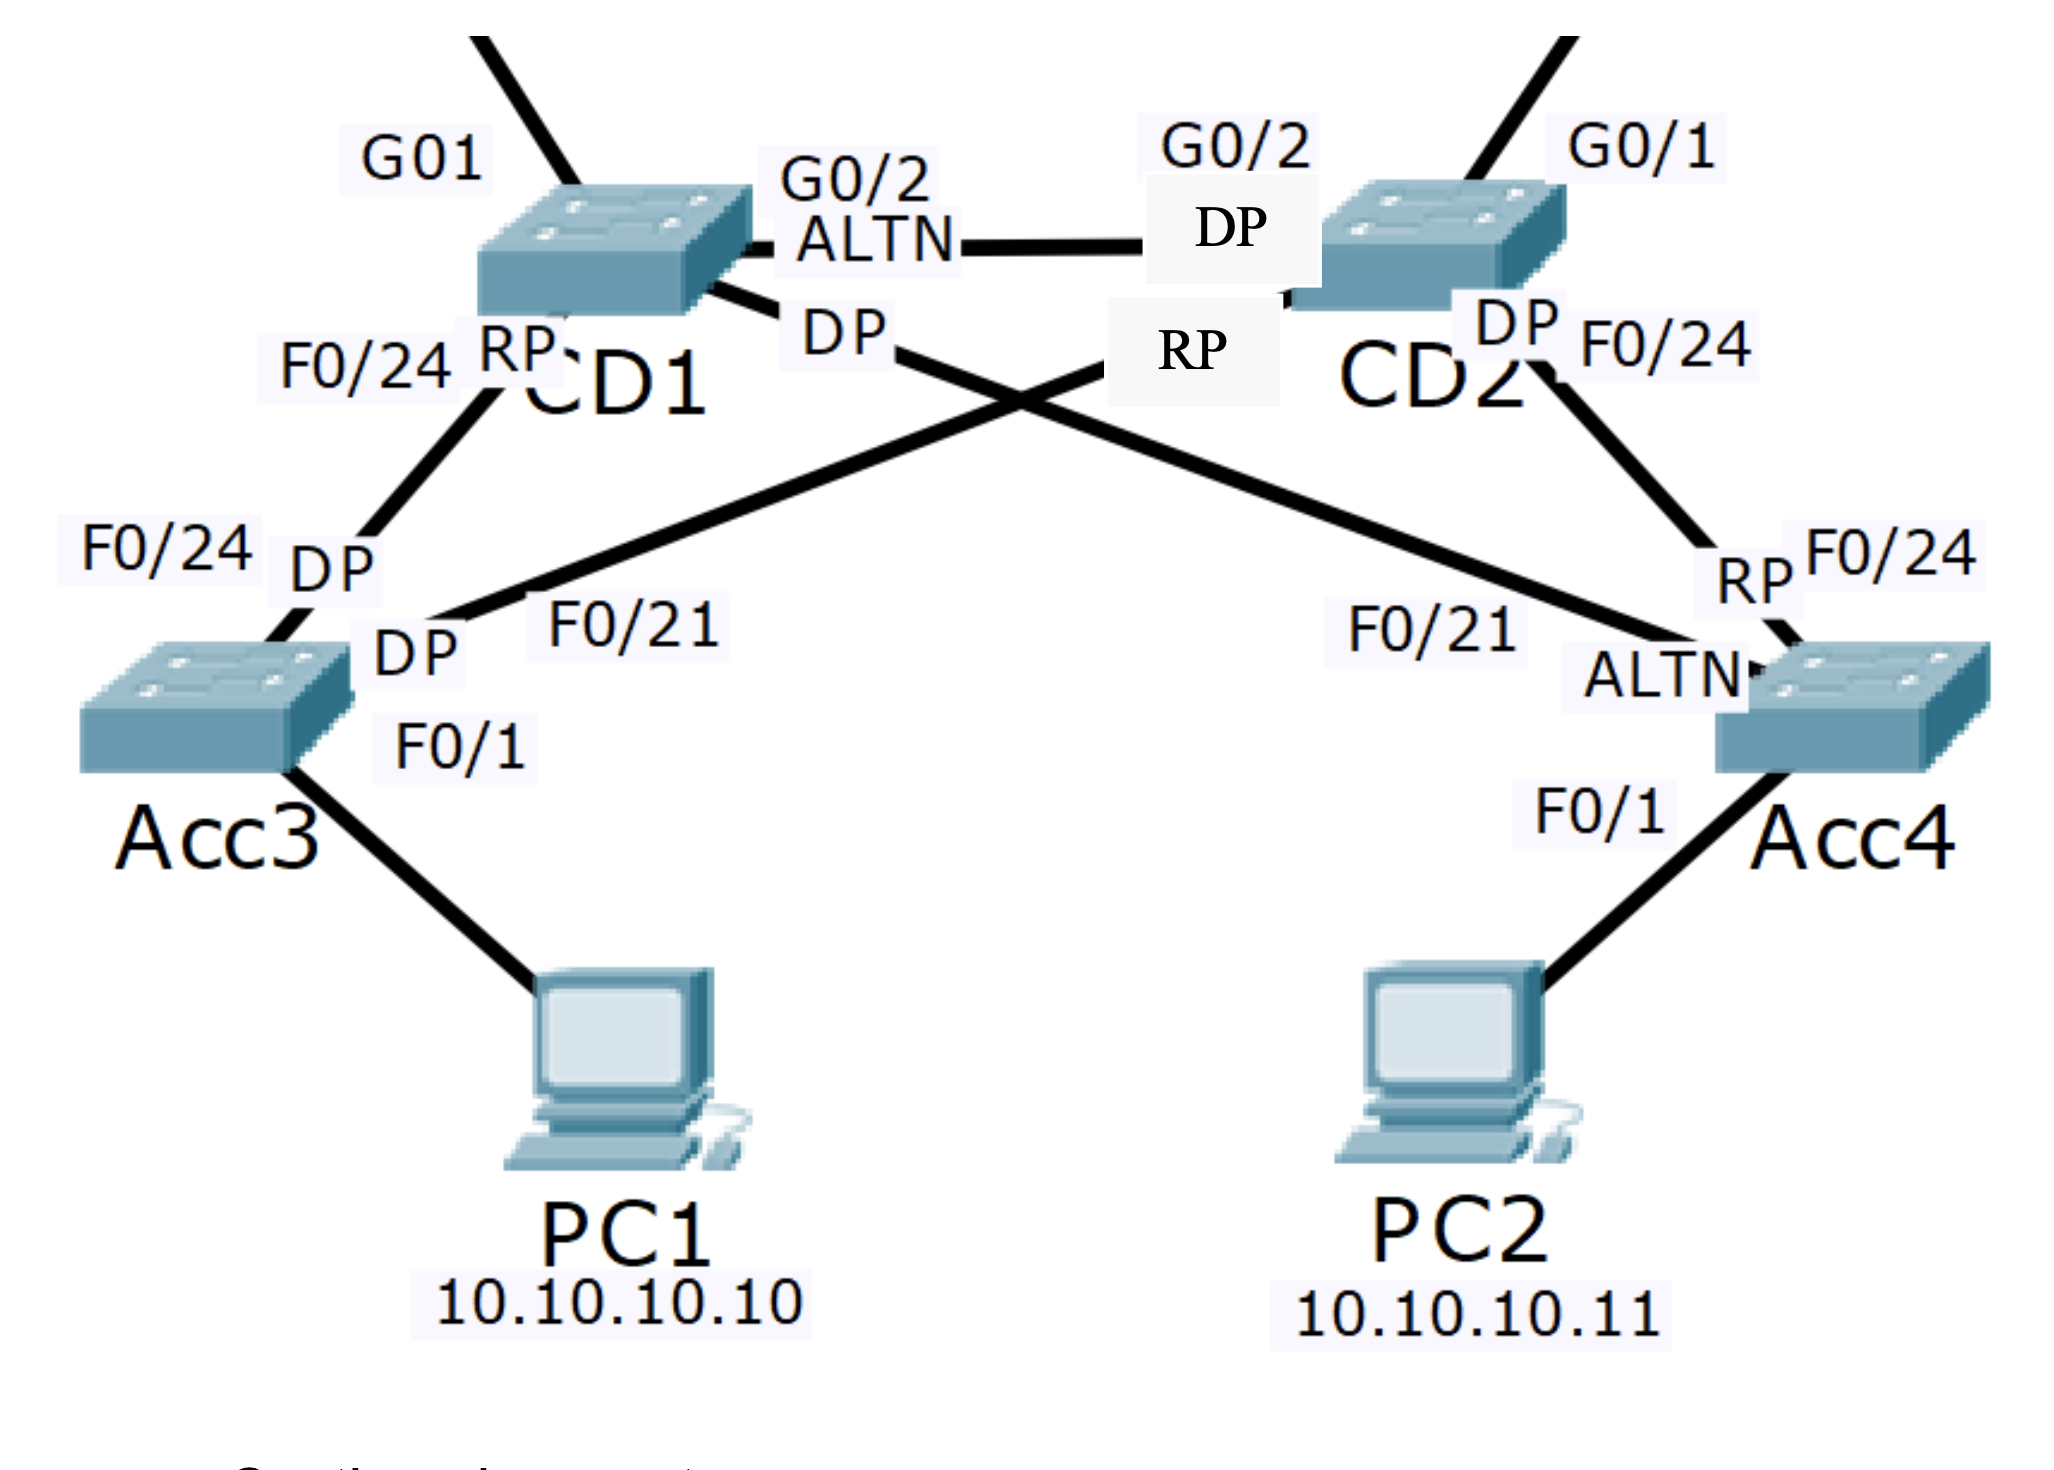 G01
G0/2
ALTN
G0/2
DP
G0/1
F0/24
RP
CD1
DP
RP
CD2
DP
F0/24
F0/24
DP
DP
F0/21
F0/1
Acc3
F0/21
RP
F0/24
ALTN
F0/1
Acc4
PC1
10.10.10.10
PC2
10.10.10.11